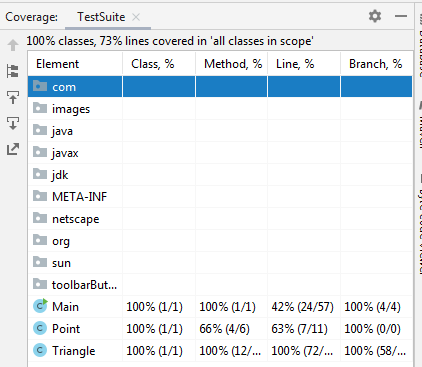 Coverage: TestSuite
100% classes, 73% lines covered in 'all classes in scope'
Element Class, % Method, % Line, % Branch, %
com
images
java
javax
jdk
META-INF
netscape
org
sun
toolbarBut...
Main 100% (1/1) 100% (1/1) 42% (24/57) 100% (4/4)
Point 100% (1/1) 66% (4/6) 63% (7/11) 100% (0/0)
Triangle 100% (1/1) 100% (12/... 100% (72/... 100% (58/...